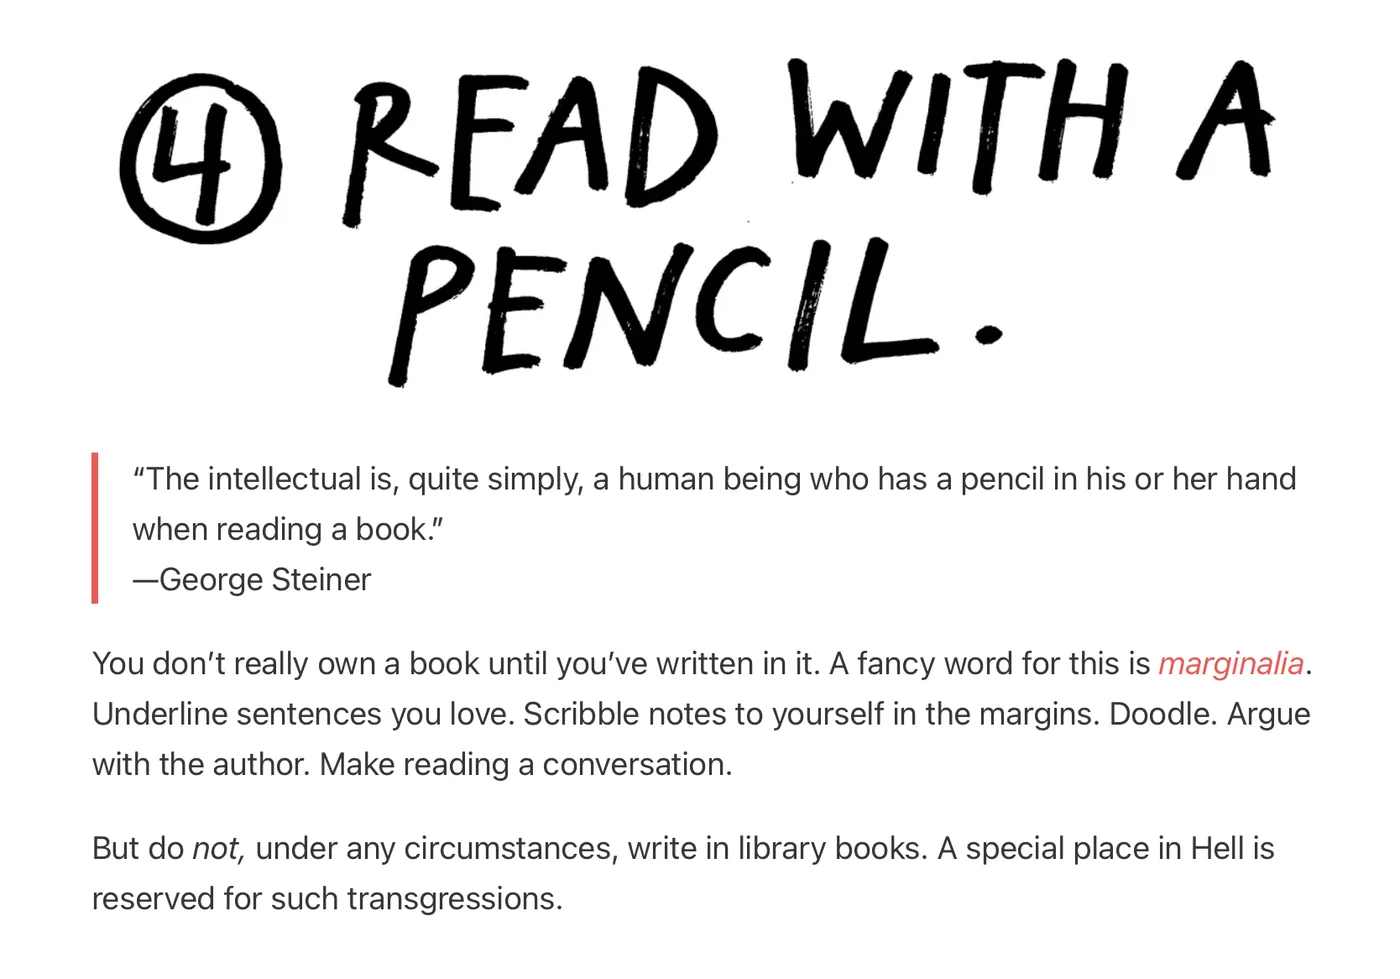 4 READ WITH A
PENCIL.
“The intellectual is, quite simply, a human being who has a pencil in his or her hand
when reading a book.”
—George Steiner
You don’t really own a book until you’ve written in it. A fancy word for this is marginalia.
Underline sentences you love. Scribble notes to yourself in the margins. Doodle. Argue
with the author. Make reading a conversation.
But do not, under any circumstances, write in library books. A special place in Hell is
reserved for such transgressions.